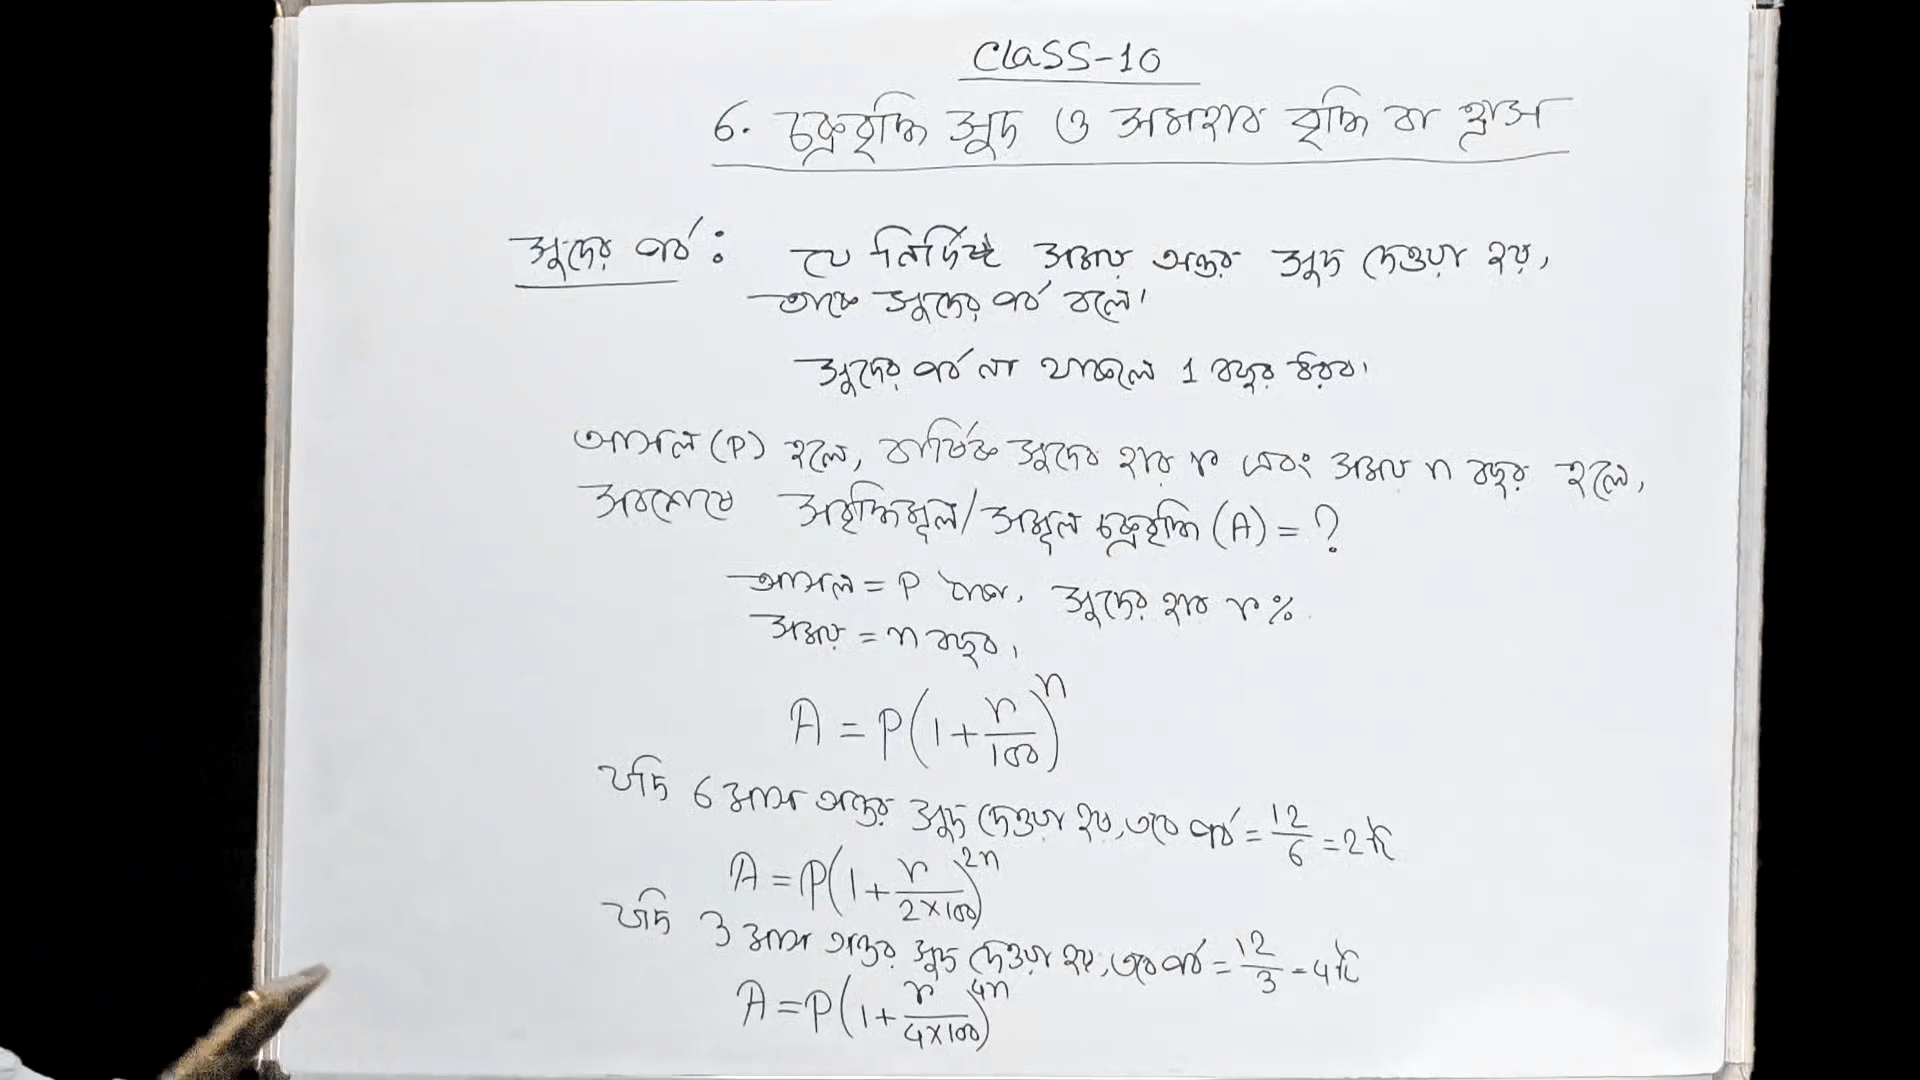 CLASS-10
6. চক্রবৃদ্ধি সুদ ও সমহার বৃদ্ধি বা হ্রাস
সুদের পর্ব : যে নির্দিষ্ট সময় অন্তর সুদ দেওয়া হয়,
তাকে সুদের পর্ব বলে।
সুদের পর্ব না থাকলে 1 বছর ধরব।
আসল (P) হলে, বার্ষিক সুদের হার r এবং সময় n বছর হলে,
সবশেষে সবৃদ্ধিমূল/সমূল চক্রবৃদ্ধি (A) = ?
আসল = P টাকা, সুদের হার r %
সময় = n বছর,
A = P(1 + r/100)^n
যদি 6 মাস অন্তর সুদ দেওয়া হয়, তবে পর্ব = 12/6 = 2 টি
A = P(1 + r/(2×100))^2n
যদি 3 মাস অন্তর সুদ দেওয়া হয়, তবে পর্ব = 12/3 = 4 টি
A = P(1 + r/(4×100))^4n